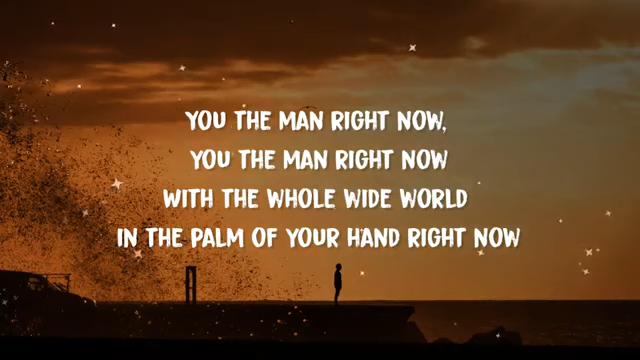 YOU THE MAN RIGHT NOW,
YOU THE MAN RIGHT NOW
WITH THE WHOLE WIDE WORLD
IN THE PALM OF YOUR HAND RIGHT NOW